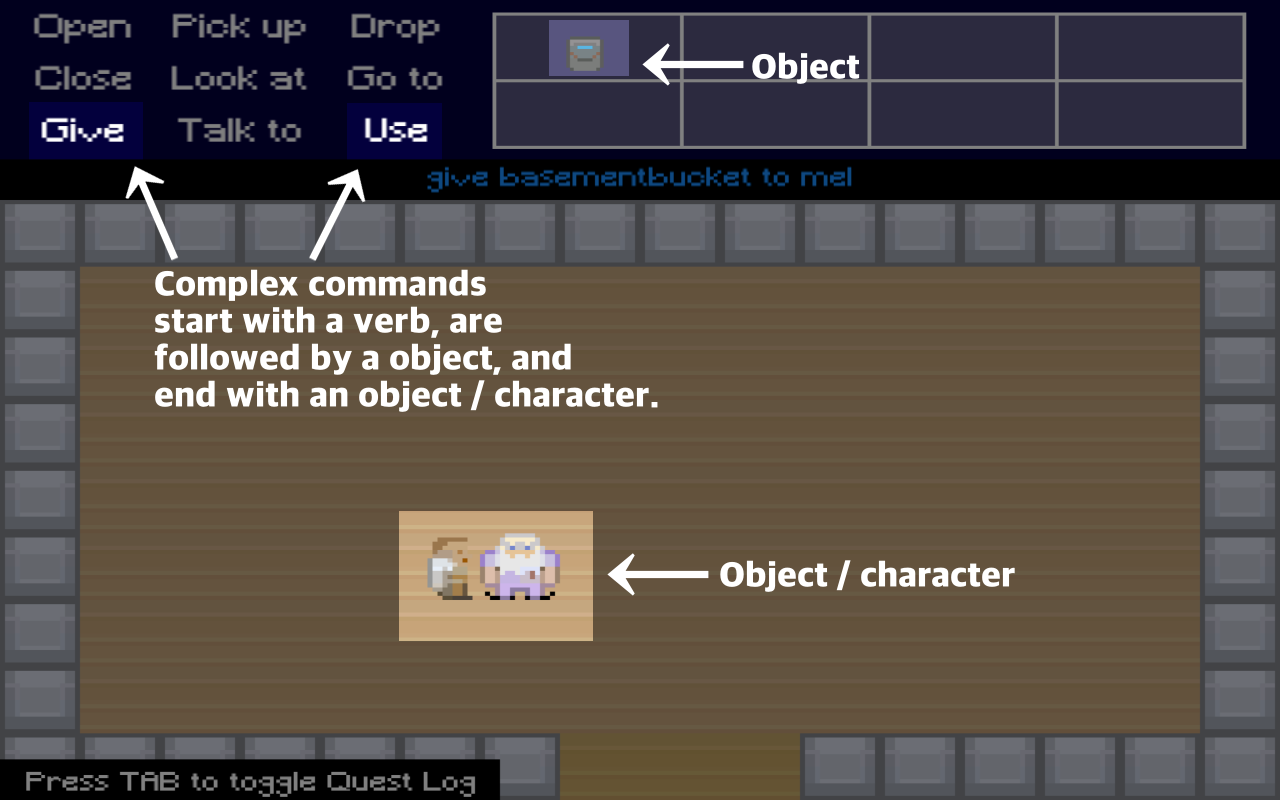 Open Pick up Drop
Close Look at Go to
Give Talk to Use
Object
give basementbucket to mel
Complex commands
start with a verb, are
followed by a object, and
end with an object / character.
Object / character
Press TAB to toggle Quest Log